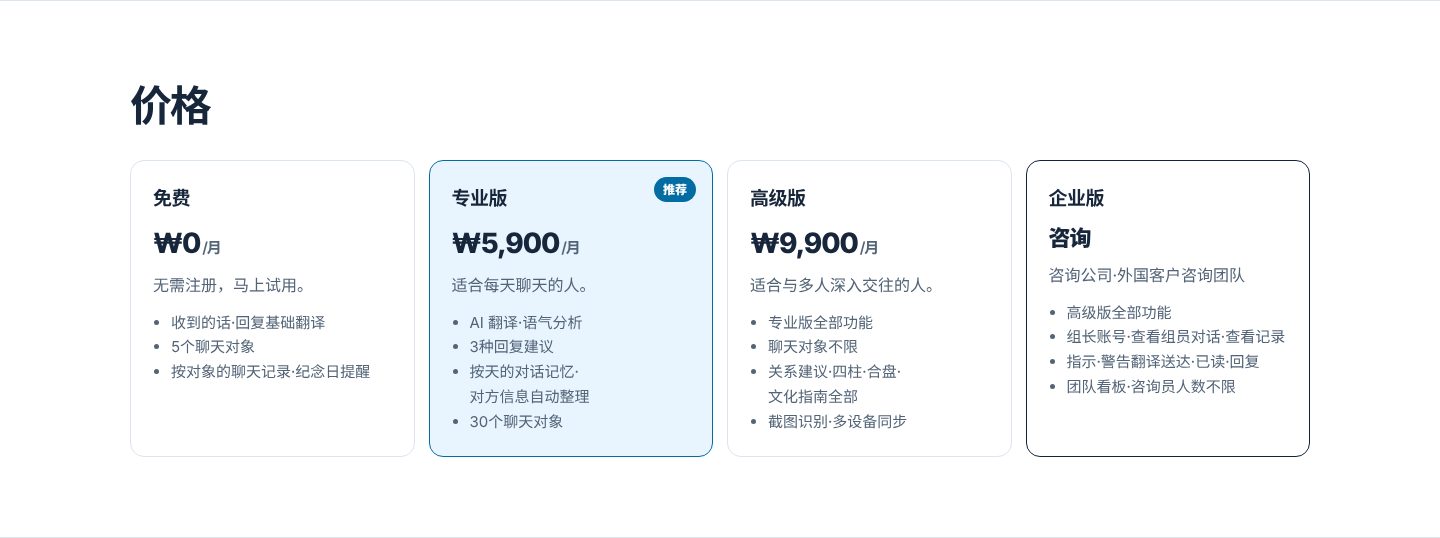 价格
免费
₩0/月
无需注册，马上试用。
收到的话·回复基础翻译
5个聊天对象
按对象的聊天记录·纪念日提醒
专业版
推荐
₩5,900/月
适合每天聊天的人。
AI 翻译·语气分析
3种回复建议
按天的对话记忆·
对方信息自动整理
30个聊天对象
高级版
₩9,900/月
适合与多人深入交往的人。
专业版全部功能
聊天对象不限
关系建议·四柱·合盘·
文化指南全部
截图识别·多设备同步
企业版
咨询
咨询公司·外国客户咨询团队
高级版全部功能
组长账号·查看组员对话·查看记录
指示·警告翻译送达·已读·回复
团队看板·咨询员人数不限